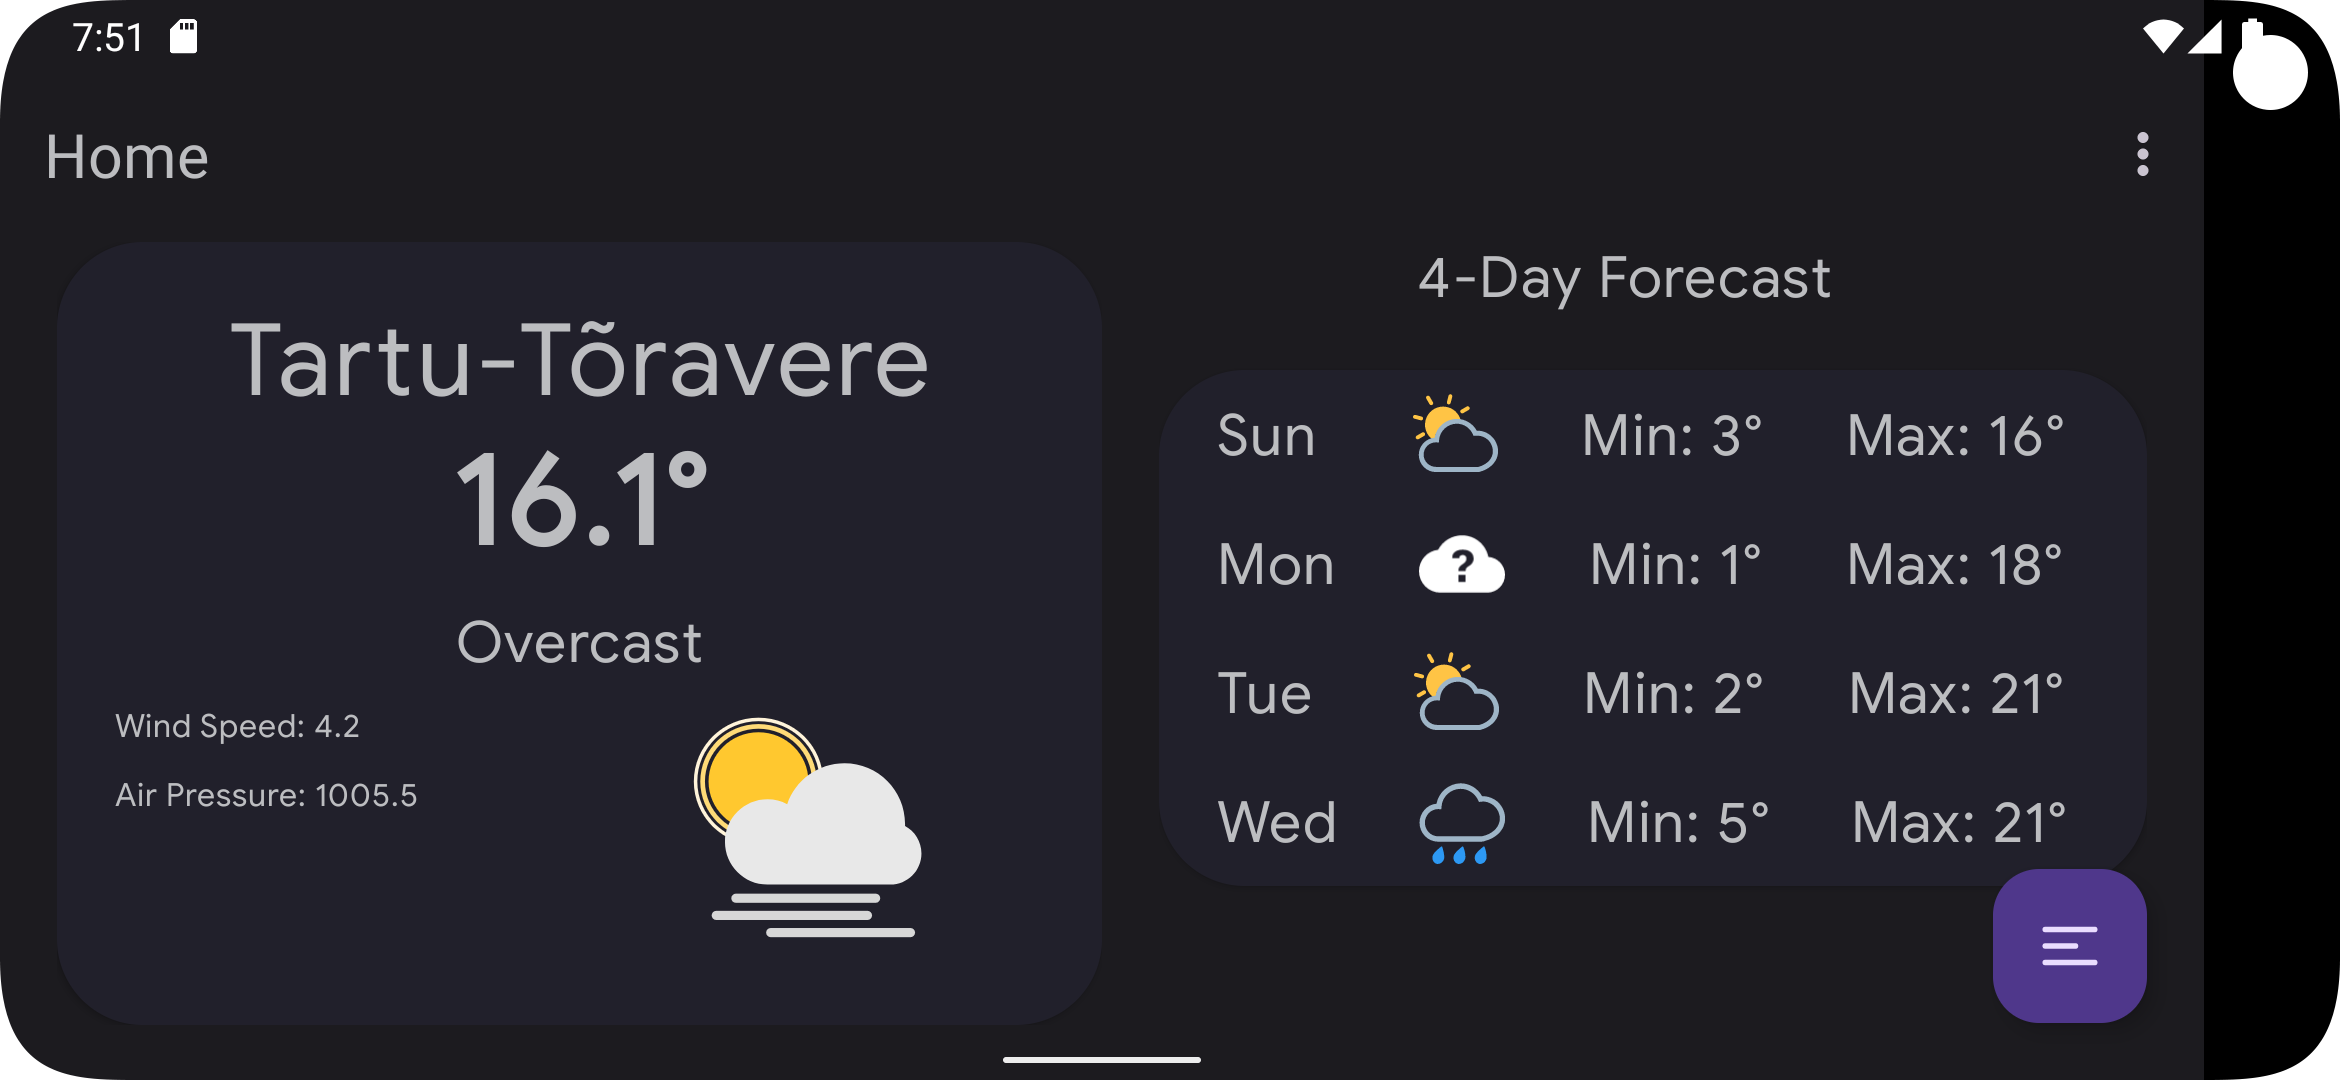 7:51
Home
Tartu-Tõravere
16.1°
Overcast
Wind Speed: 4.2
Air Pressure: 1005.5
4-Day Forecast
Sun Min: 3° Max: 16°
Mon ? Min: 1° Max: 18°
Tue Min: 2° Max: 21°
Wed Min: 5° Max: 21°